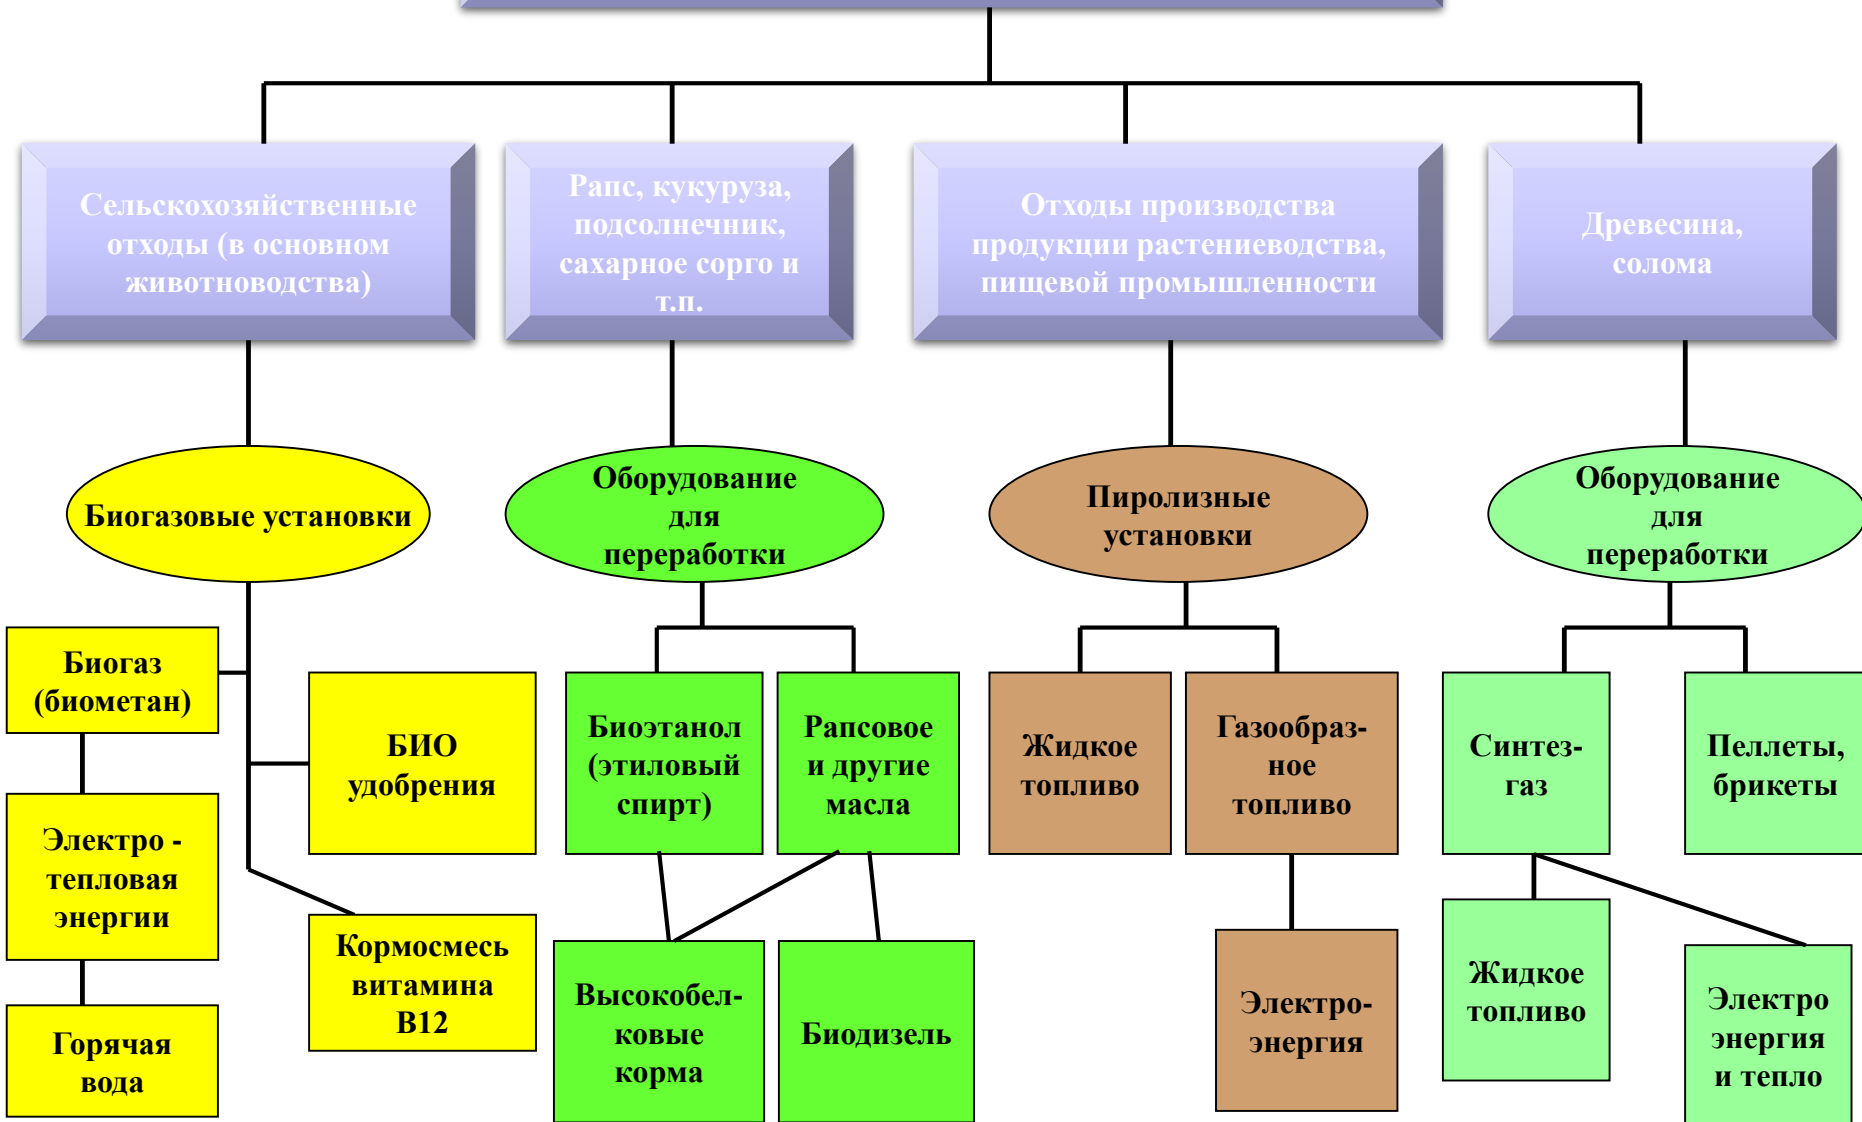 Сельскохозяйственные
отходы (в основном
животноводства)
Рапс, кукуруза,
подсолнечник,
сахарное сорго и
т.п.
Отходы производства
продукции растениеводства,
пищевой промышленности
Древесина,
солома
Биогазовые установки
Оборудование
для
переработки
Пиролизные
установки
Оборудование
для
переработки
Биогаз
(биометан)
БИО
удобрения
Электро -
тепловая
энергии
Кормосмесь
витамина
В12
Горячая
вода
Биоэтанол
(этиловый
спирт)
Рапсовое
и другие
масла
Высокобел-
ковые
корма
Биодизель
Жидкое
топливо
Газообраз-
ное
топливо
Электро-
энергия
Синтез-
газ
Пеллеты,
брикеты
Жидкое
топливо
Электро
энергия
и тепло